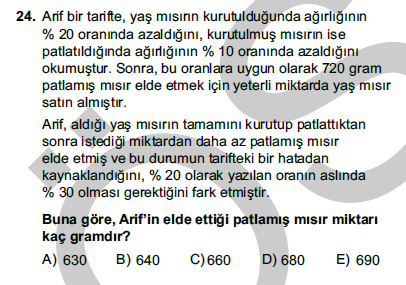 24. Arif bir tarifte, yaş mısırın kurutulduğunda ağırlığının
% 20 oranında azaldığını, kurutulmuş mısırın ise
patlatıldığında ağırlığının % 10 oranında azaldığını
okumuştur. Sonra, bu oranlara uygun olarak 720 gram
patlamış mısır elde etmek için yeterli miktarda yaş mısır
satın almıştır.
Arif, aldığı yaş mısırın tamamını kurutup patlattıktan
sonra istediği miktardan daha az patlamış mısır
elde etmiş ve bu durumun tarifteki bir hatadan
kaynaklandığını, % 20 olarak yazılan oranın aslında
% 30 olması gerektiğini fark etmiştir.
Buna göre, Arif'in elde ettiği patlamış mısır miktarı
kaç gramdır?
A) 630 B) 640 C) 660 D) 680 E) 690